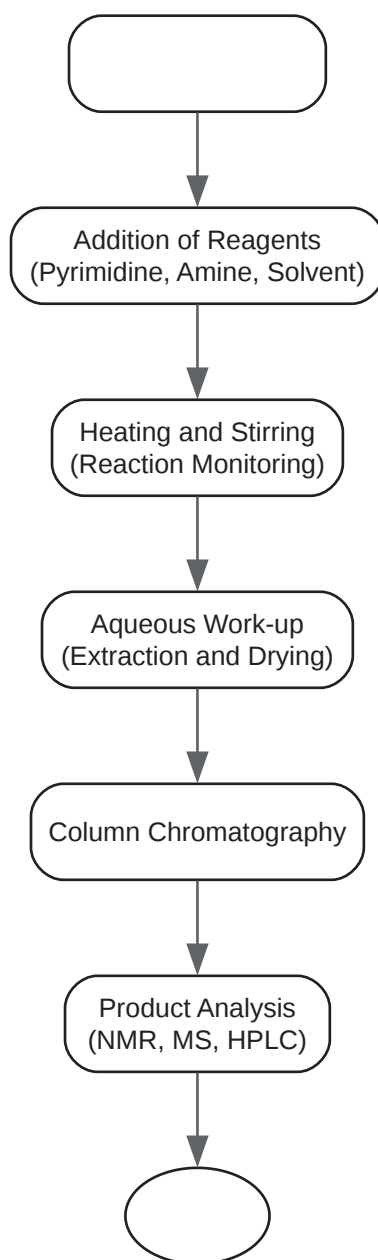 Addition of Reagents
(Pyrimidine, Amine, Solvent)
Heating and Stirring
(Reaction Monitoring)
Aqueous Work-up
(Extraction and Drying)
Column Chromatography
Product Analysis
(NMR, MS, HPLC)